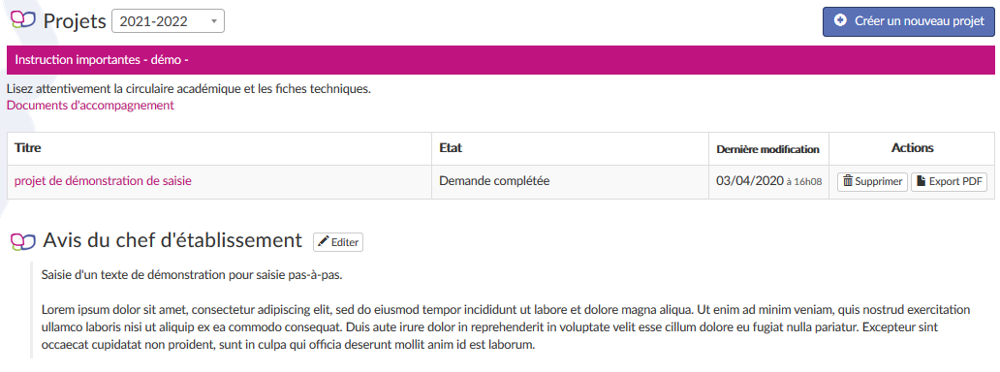 Projets 2021-2022 Créer un nouveau projet
Instruction importantes - démo -
Lisez attentivement la circulaire académique et les fiches techniques.
Documents d'accompagnement
Titre Etat Dernière modification Actions
projet de démonstration de saisie Demande complétée 03/04/2020 à 16h08 Supprimer Export PDF
Avis du chef d'établissement Editer
Saisie d'un texte de démonstration pour saisie pas-à-pas.
Lorem ipsum dolor sit amet, consectetur adipiscing elit, sed do eiusmod tempor incididunt ut labore et dolore magna aliqua. Ut enim ad minim veniam, quis nostrud exercitation
ullamco laboris nisi ut aliquip ex ea commodo consequat. Duis aute irure dolor in reprehenderit in voluptate velit esse cillum dolore eu fugiat nulla pariatur. Excepteur sint
occaecat cupidatat non proident, sunt in culpa qui officia deserunt mollit anim id est laborum.